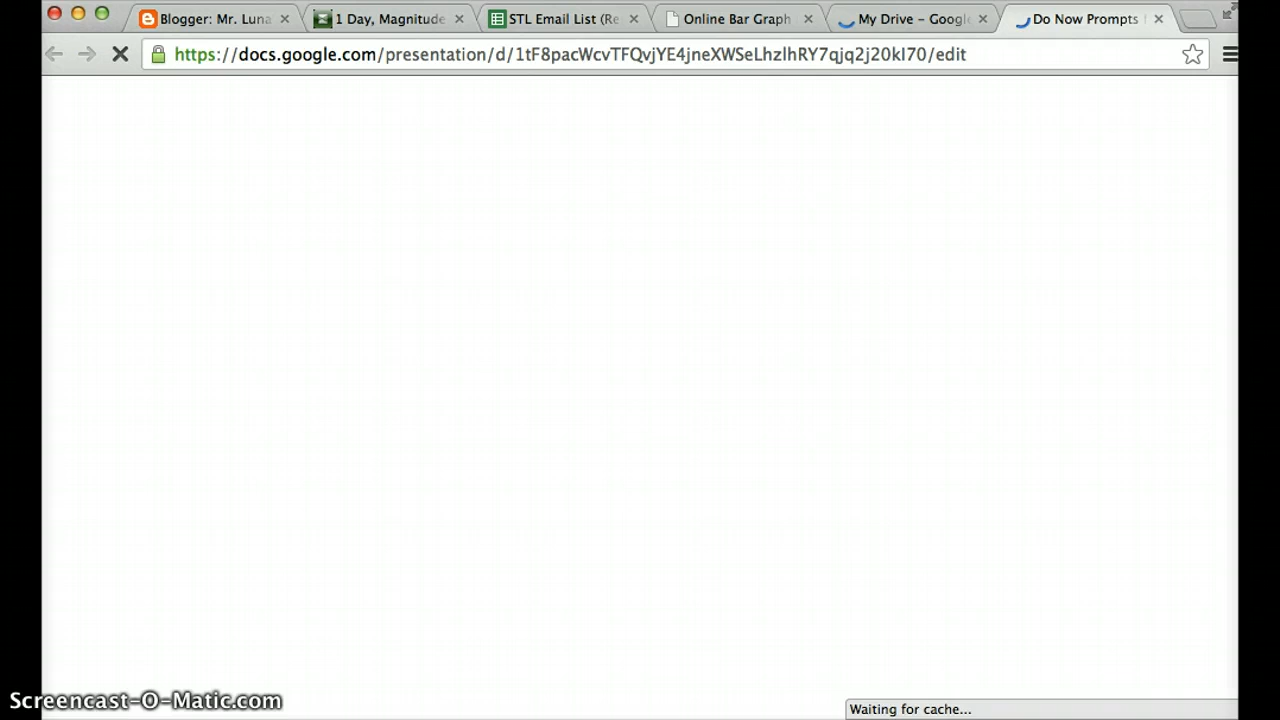 Blogger: Mr. Luna
1 Day, Magnitude
STL Email List (Re
Online Bar Graph
My Drive – Google
Do Now Prompts
https://docs.google.com/presentation/d/1tF8pacWcvTFQvjYE4jneXWSeLhzlhRY7qjq2j20kI70/edit
Screencast-O-Matic.com
Waiting for cache...